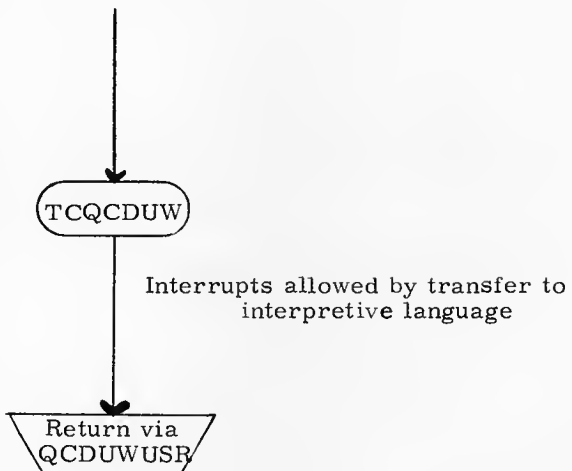 TCQCDUW
Interrupts allowed by transfer to
interpretive language
Return via
QCDUWUSR